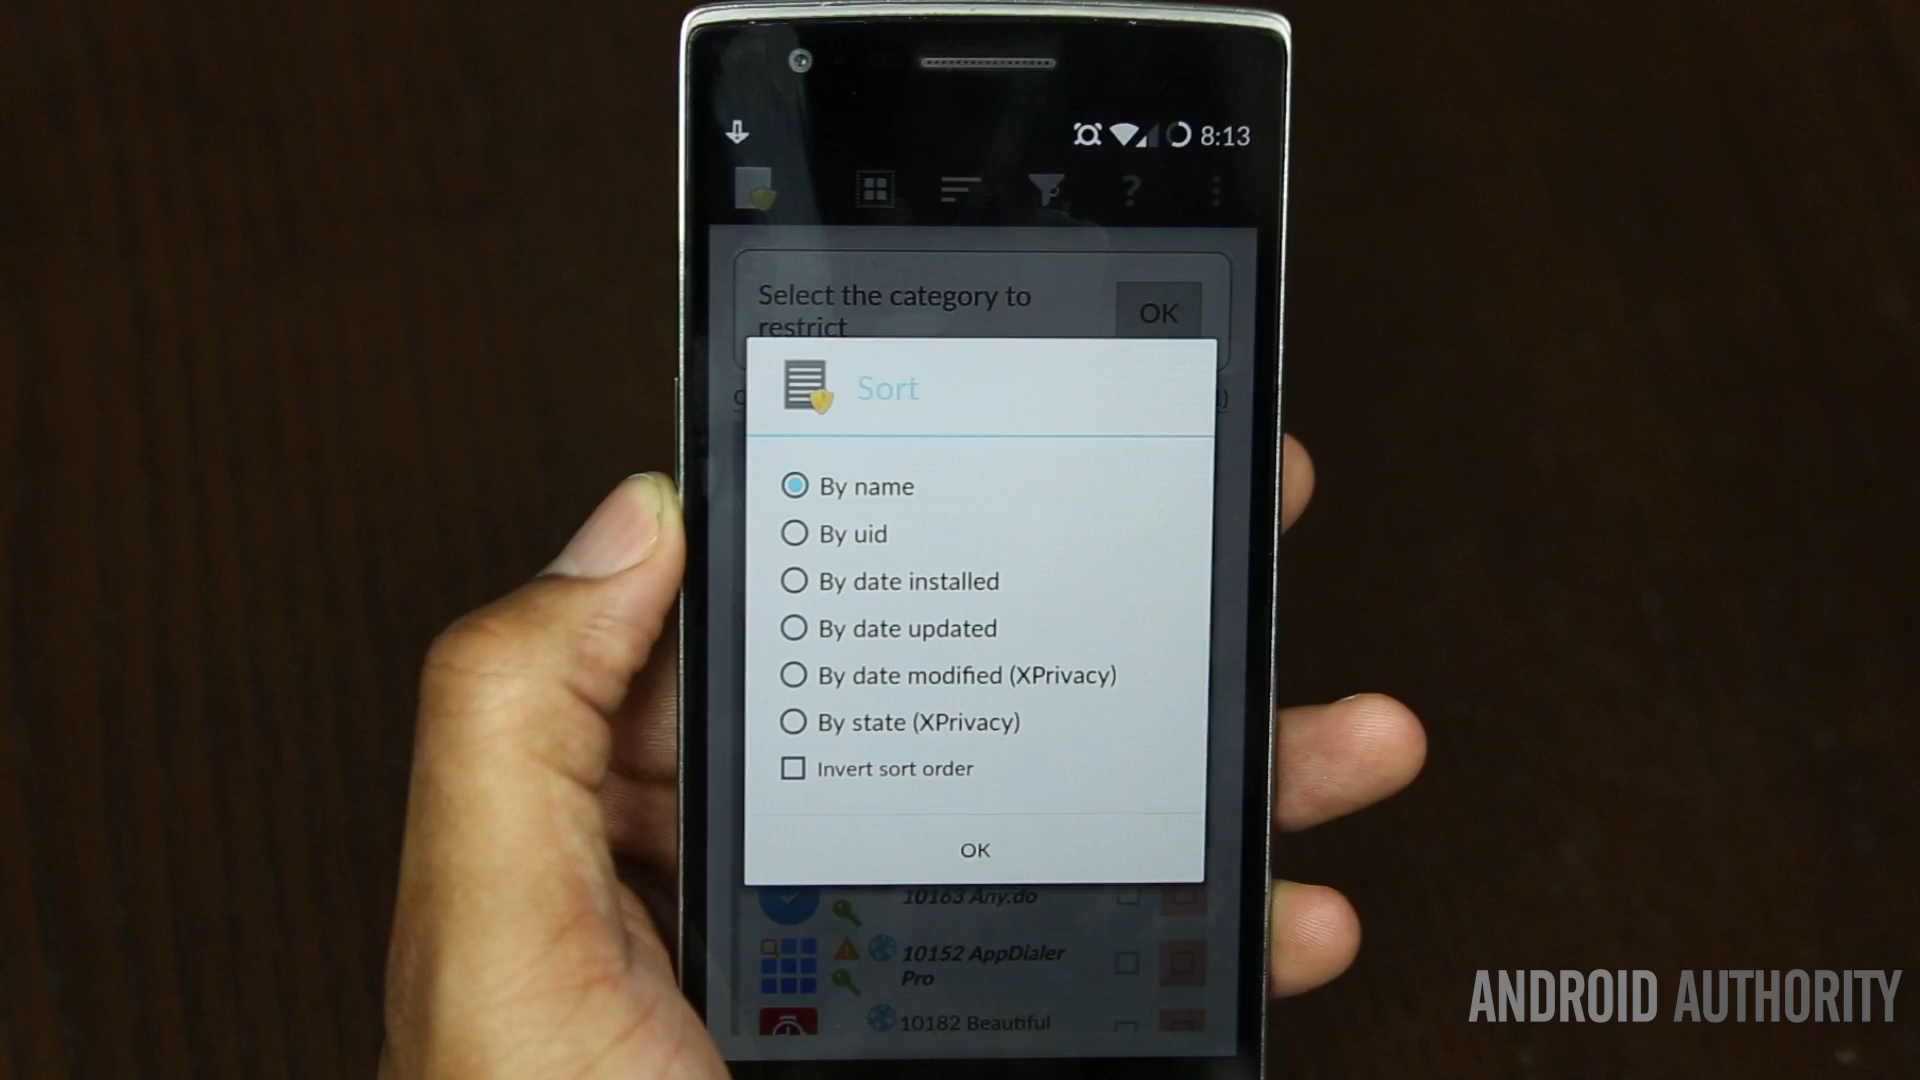 8:13
?
Select the category to
restrict
OK
Sort
By name
By uid
By date installed
By date updated
By date modified (XPrivacy)
By state (XPrivacy)
Invert sort order
OK
10163 Any.do
10152 AppDialer
Pro
10182 Beautiful
ANDROID AUTHORITY